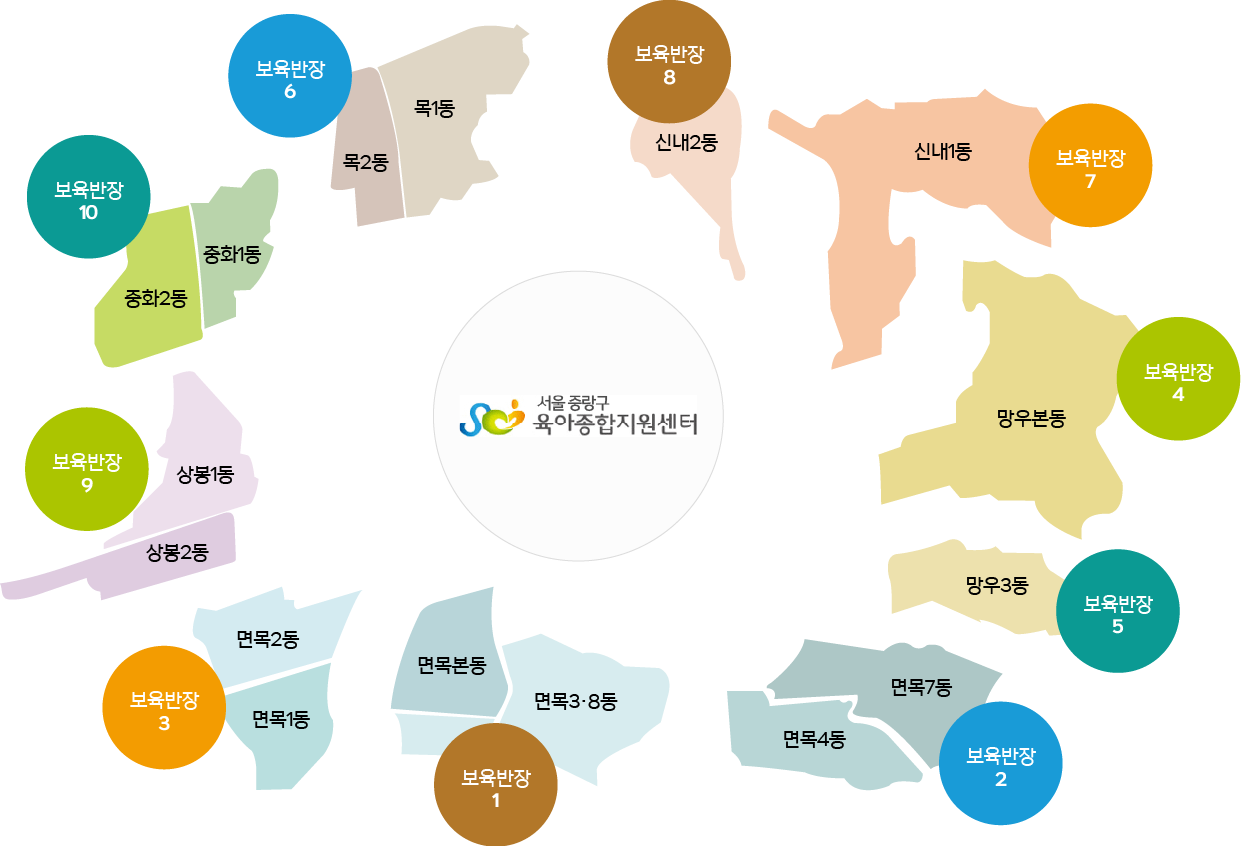 보육반장
6
목1동
목2동
보육반장
8
신내2동
신내1동
보육반장
7
보육반장
10
중화1동
중화2동
망우본동
보육반장
4
서울 중랑구
육아종합지원센터
보육반장
9
상봉1동
상봉2동
망우3동
보육반장
5
면목2동
면목1동
보육반장
3
면목본동
면목3·8동
보육반장
1
면목7동
면목4동
보육반장
2